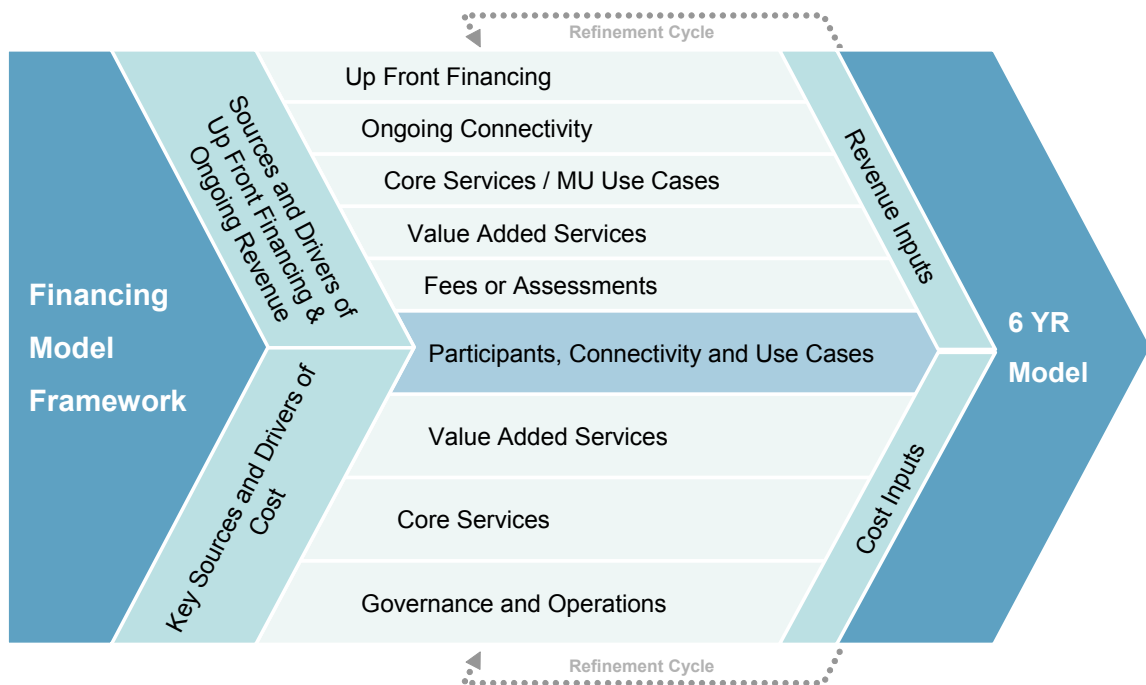 Refinement Cycle
Financing
Model
Framework
Sources and Drivers of
Up Front Financing &
Ongoing Revenue
Key Sources and Drivers of
Cost
Up Front Financing
Ongoing Connectivity
Core Services / MU Use Cases
Value Added Services
Fees or Assessments
Participants, Connectivity and Use Cases
Value Added Services
Core Services
Governance and Operations
Revenue Inputs
Cost Inputs
6 YR
Model
Refinement Cycle